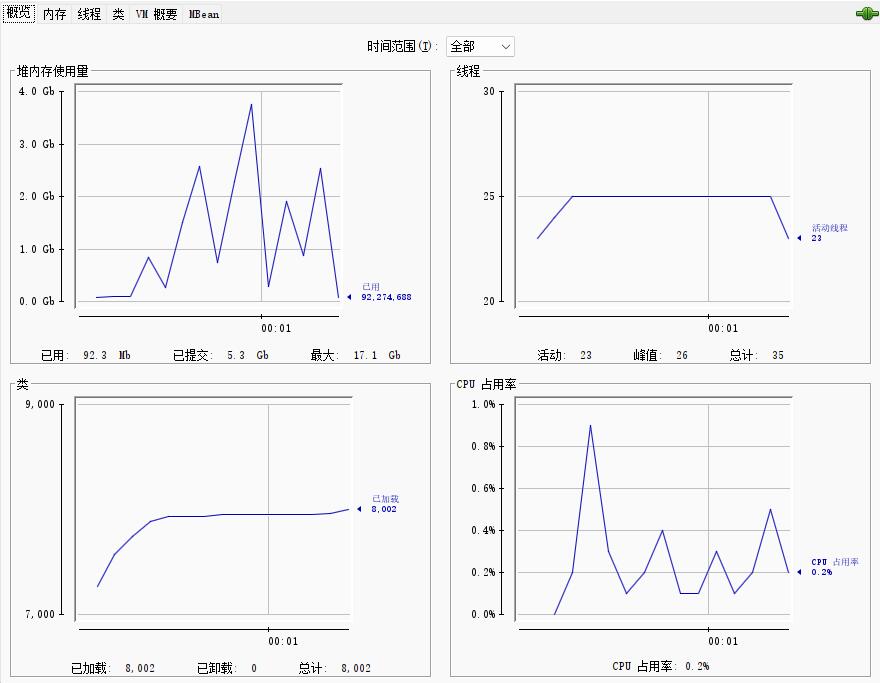 概览 内存 线程 类 VM 概要 MBean
时间范围(I): 全部
堆内存使用量
4.0 Gb
3.0 Gb
2.0 Gb
1.0 Gb
0.0 Gb
已用
92,274,688
00:01
已用: 92.3 Mb 已提交: 5.3 Gb 最大: 17.1 Gb
线程
30
25
20
活动线程
23
00:01
活动: 23 峰值: 26 总计: 35
类
9,000
7,000
已加载
8,002
00:01
已加载: 8,002 已卸载: 0 总计: 8,002
CPU 占用率
1.0%
0.8%
0.6%
0.4%
0.2%
0.0%
CPU 占用率
0.2%
00:01
CPU 占用率: 0.2%